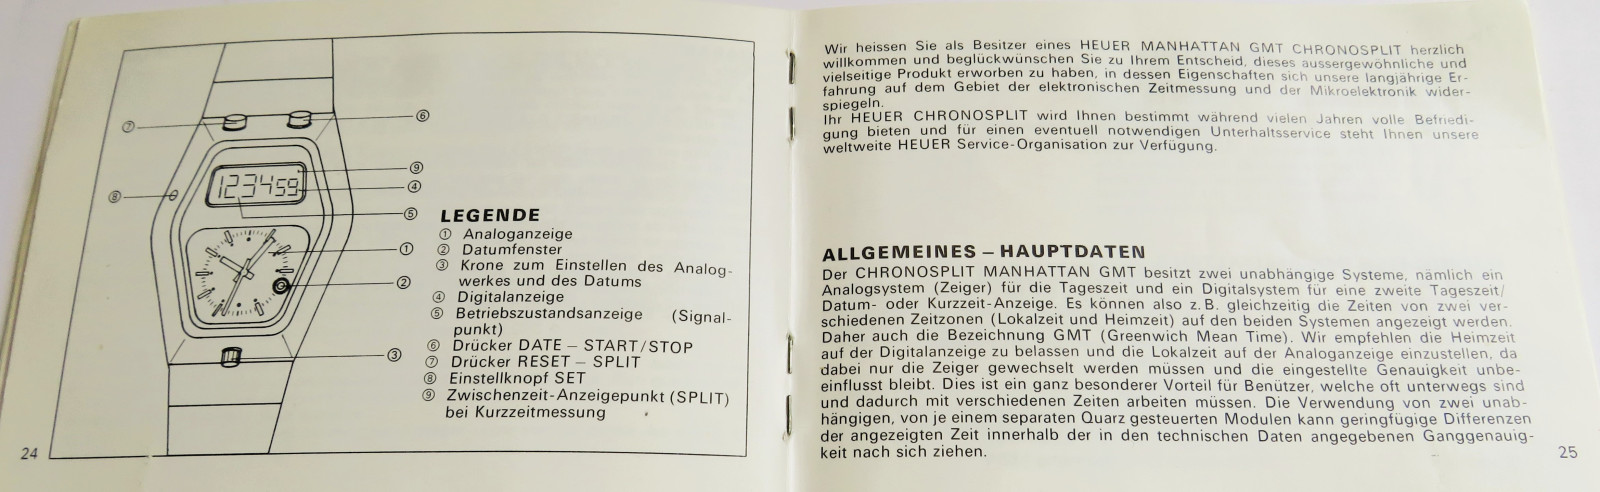 ⑥
⑦
⑨
④
⑧
⑤
①
②
③
123459
LEGENDE
① Analoganzeige
② Datumfenster
③ Krone zum Einstellen des Analog-
werkes und des Datums
④ Digitalanzeige
⑤ Betriebszustandsanzeige (Signal-
punkt)
⑥ Drücker DATE – START/STOP
⑦ Drücker RESET – SPLIT
⑧ Einstellknopf SET
⑨ Zwischenzeit-Anzeigepunkt (SPLIT)
bei Kurzzeitmessung
24
Wir heissen Sie als Besitzer eines HEUER MANHATTAN GMT CHRONOSPLIT herzlich
willkommen und beglückwünschen Sie zu Ihrem Entscheid, dieses aussergewöhnliche und
vielseitige Produkt erworben zu haben, in dessen Eigenschaften sich unsere langjährige Er-
fahrung auf dem Gebiet der elektronischen Zeitmessung und der Mikroelektronik wider-
spiegeln.
Ihr HEUER CHRONOSPLIT wird Ihnen bestimmt während vielen Jahren volle Befriedi-
gung bieten und für einen eventuell notwendigen Unterhaltsservice steht Ihnen unsere
weltweite HEUER Service-Organisation zur Verfügung.
ALLGEMEINES – HAUPTDATEN
Der CHRONOSPLIT MANHATTAN GMT besitzt zwei unabhängige Systeme, nämlich ein
Analogsystem (Zeiger) für die Tageszeit und ein Digitalsystem für eine zweite Tageszeit/
Datum- oder Kurzzeit-Anzeige. Es können also z.B. gleichzeitig die Zeiten von zwei ver-
schiedenen Zeitzonen (Lokalzeit und Heimzeit) auf den beiden Systemen angezeigt werden.
Daher auch die Bezeichnung GMT (Greenwich Mean Time). Wir empfehlen die Heimzeit
auf der Digitalanzeige zu belassen und die Lokalzeit auf der Analoganzeige einzustellen, da
dabei nur die Zeiger gewechselt werden müssen und die eingestellte Genauigkeit unbe-
einflusst bleibt. Dies ist ein ganz besonderer Vorteil für Benützer, welche oft unterwegs sind
und dadurch mit verschiedenen Zeiten arbeiten müssen. Die Verwendung von zwei unab-
hängigen, von je einem separaten Quarz gesteuerten Modulen kann geringfügige Differenzen
der angezeigten Zeit innerhalb der in den technischen Daten angegebenen Ganggenauig-
keit nach sich ziehen.
25